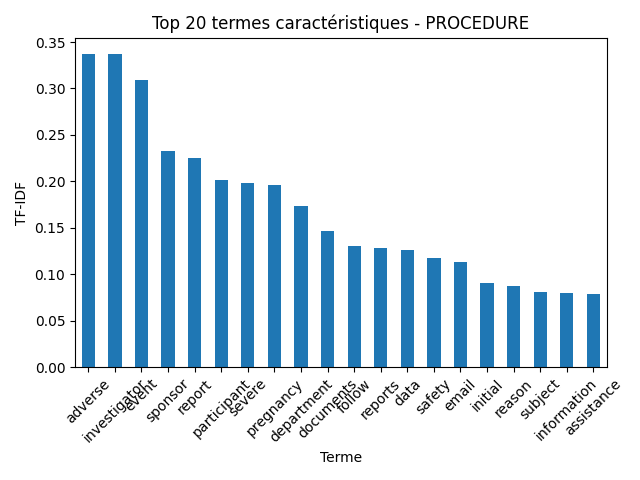 Top 20 termes caractéristiques - PROCEDURE
0.35
0.30
0.25
0.20
0.15
0.10
0.05
0.00
TF-IDF
adverse
investigator
event
sponsor
report
participant
severe
pregnancy
department
documents
follow
reports
data
safety
email
initial
reason
subject
information
assistance
Terme